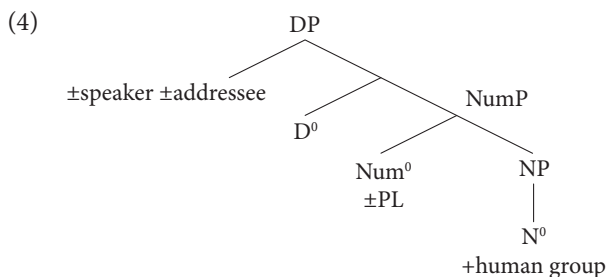 (4)
DP
±speaker ±addressee
NumP
D⁰
Num⁰
NP
±PL
N⁰
+human group